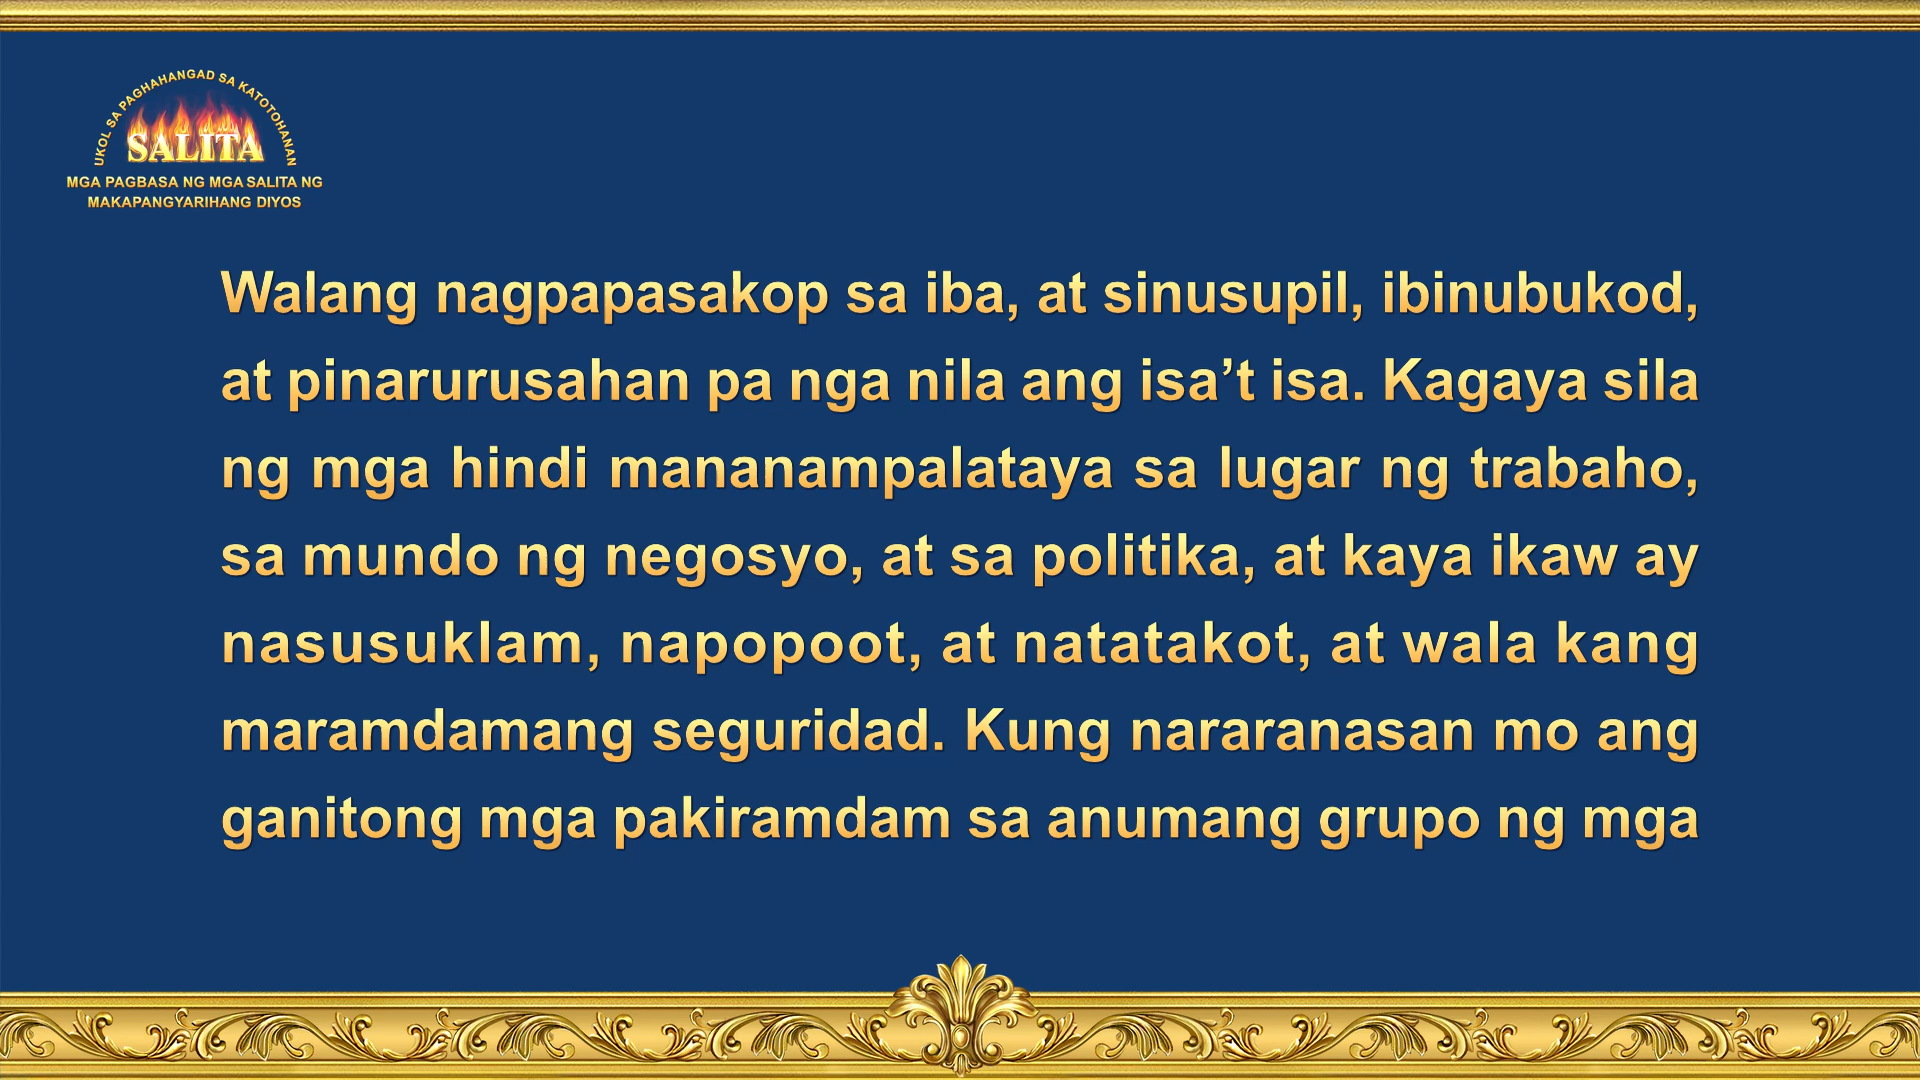 UKOL SA PAGHAHANGAD SA KATOTOHANAN
SALITA
MGA PAGBASA NG MGA SALITA NG
MAKAPANGYARIHANG DIYOS
Walang nagpapasakop sa iba, at sinusupil, ibinubukod,
at pinarurusahan pa nga nila ang isa’t isa. Kagaya sila
ng mga hindi mananampalataya sa lugar ng trabaho,
sa mundo ng negosyo, at sa politika, at kaya ikaw ay
nasusuklam, napopoot, at natatakot, at wala kang
maramdamang seguridad. Kung nararanasan mo ang
ganitong mga pakiramdam sa anumang grupo ng mga